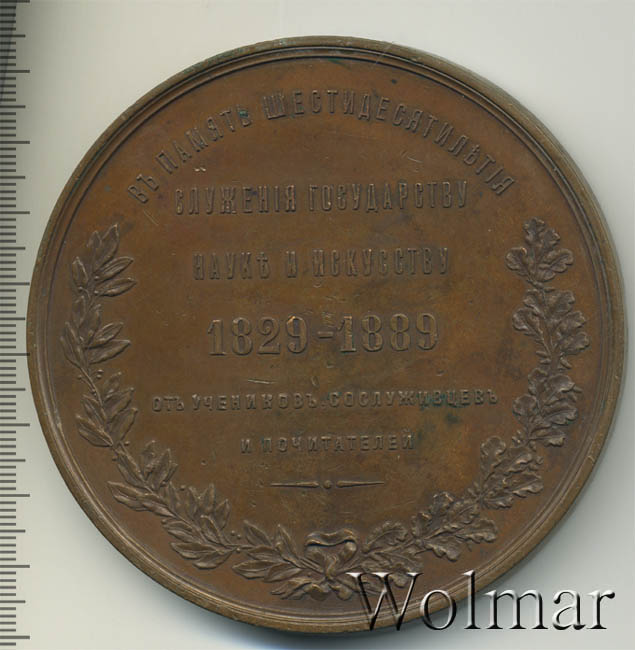 ВЪ ПАМЯТЬ ШЕСТИДЕСЯТИЛѢТІЯ
СЛУЖЕНІЯ ГОСУДАРСТВУ
НАУКѢ И ИСКУССТВУ
1829-1889
ОТЪ УЧЕНИКОВЪ, СОСЛУЖИВЦЕВЪ
И ПОЧИТАТЕЛЕЙ
Wolmar